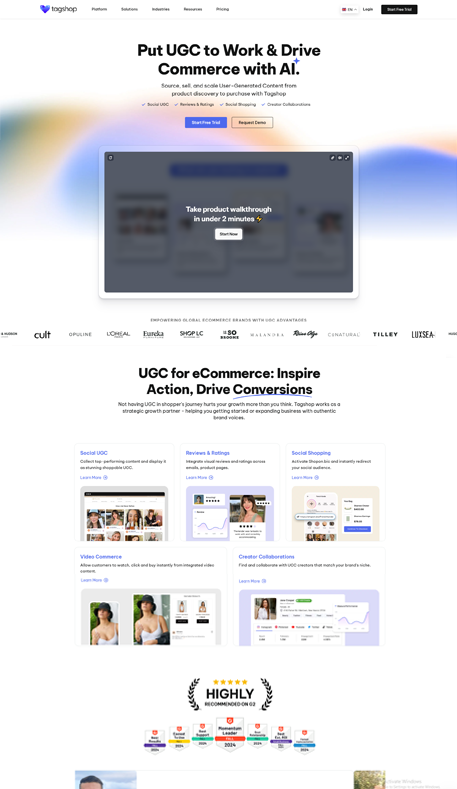 tagshop
Platform
Solutions
Industries
Resources
Pricing
EN
Login
Start Free Trial
Put UGC to Work & Drive
Commerce with AI.
Source, sell, and scale User-Generated Content from
product discovery to purchase with Tagshop
Social UGC
Reviews & Ratings
Social Shopping
Creator Collaborations
Start Free Trial
Request Demo
Take product walkthrough
in under 2 minutes
Start Now
EMPOWERING GLOBAL ECOMMERCE BRANDS WITH UGC ADVANTAGES
cult
OPULINE
L'ORÉAL
Eureka
SHOP LC
TILLEY
LUXSEA
UGC for eCommerce: Inspire
Action, Drive Conversions
Not having UGC in shopper's journey hurts your growth more than you think. Tagshop works as a
strategic growth partner - helping you getting started or expanding business with authentic
brand voices.
Social UGC
Collect top-performing content and display it
as stunning shoppable UGC.
Learn More
Reviews & Ratings
Integrate visual reviews and ratings across
emails, product pages.
Learn More
Social Shopping
Activate Shoppable and instantly redirect
your social audience.
Learn More
Video Commerce
Allow customers to watch, click and buy instantly from integrated video
content.
Learn More
Creator Collaborations
Find and collaborate with UGC creators that match your brand's niche.
Learn More
HIGHLY
RECOMMENDED ON G2
Momentum
Leader
2024
Activate Windows